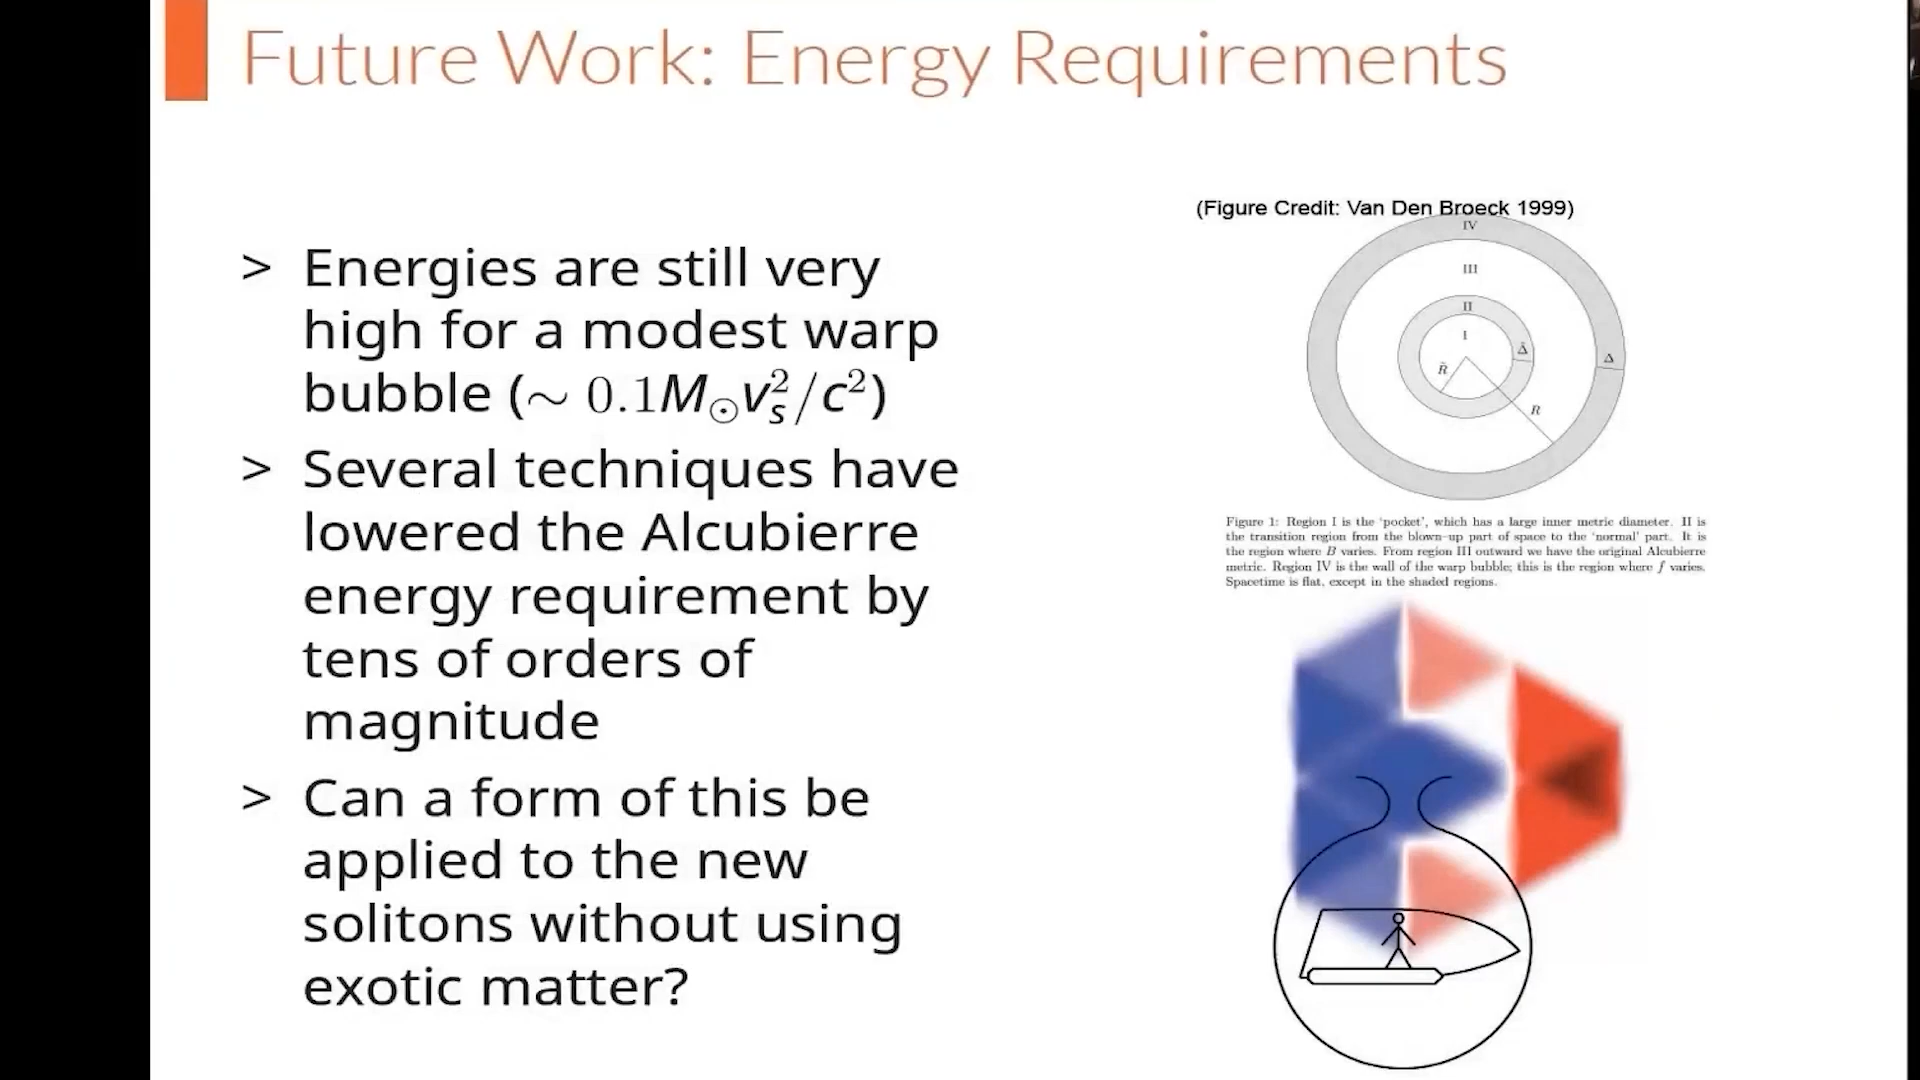 Future Work: Energy Requirements
> Energies are still very
high for a modest warp
bubble (∼ 0.1M⊙vₛ²/c²)
> Several techniques have
lowered the Alcubierre
energy requirement by
tens of orders of
magnitude
> Can a form of this be
applied to the new
solitons without using
exotic matter?
(Figure Credit: Van Den Broeck 1999)
IV
III
II
I
Δ̃
Δ
R̃
R
Figure 1: Region I is the ‘pocket’, which has a large inner metric diameter. II is
the transition region from the blown-up part of space to the ‘normal’ part. It is
the region where B varies. From region III outward we have the original Alcubierre
metric. Region IV is the wall of the warp bubble; this is the region where f varies.
Spacetime is flat, except in the shaded regions.